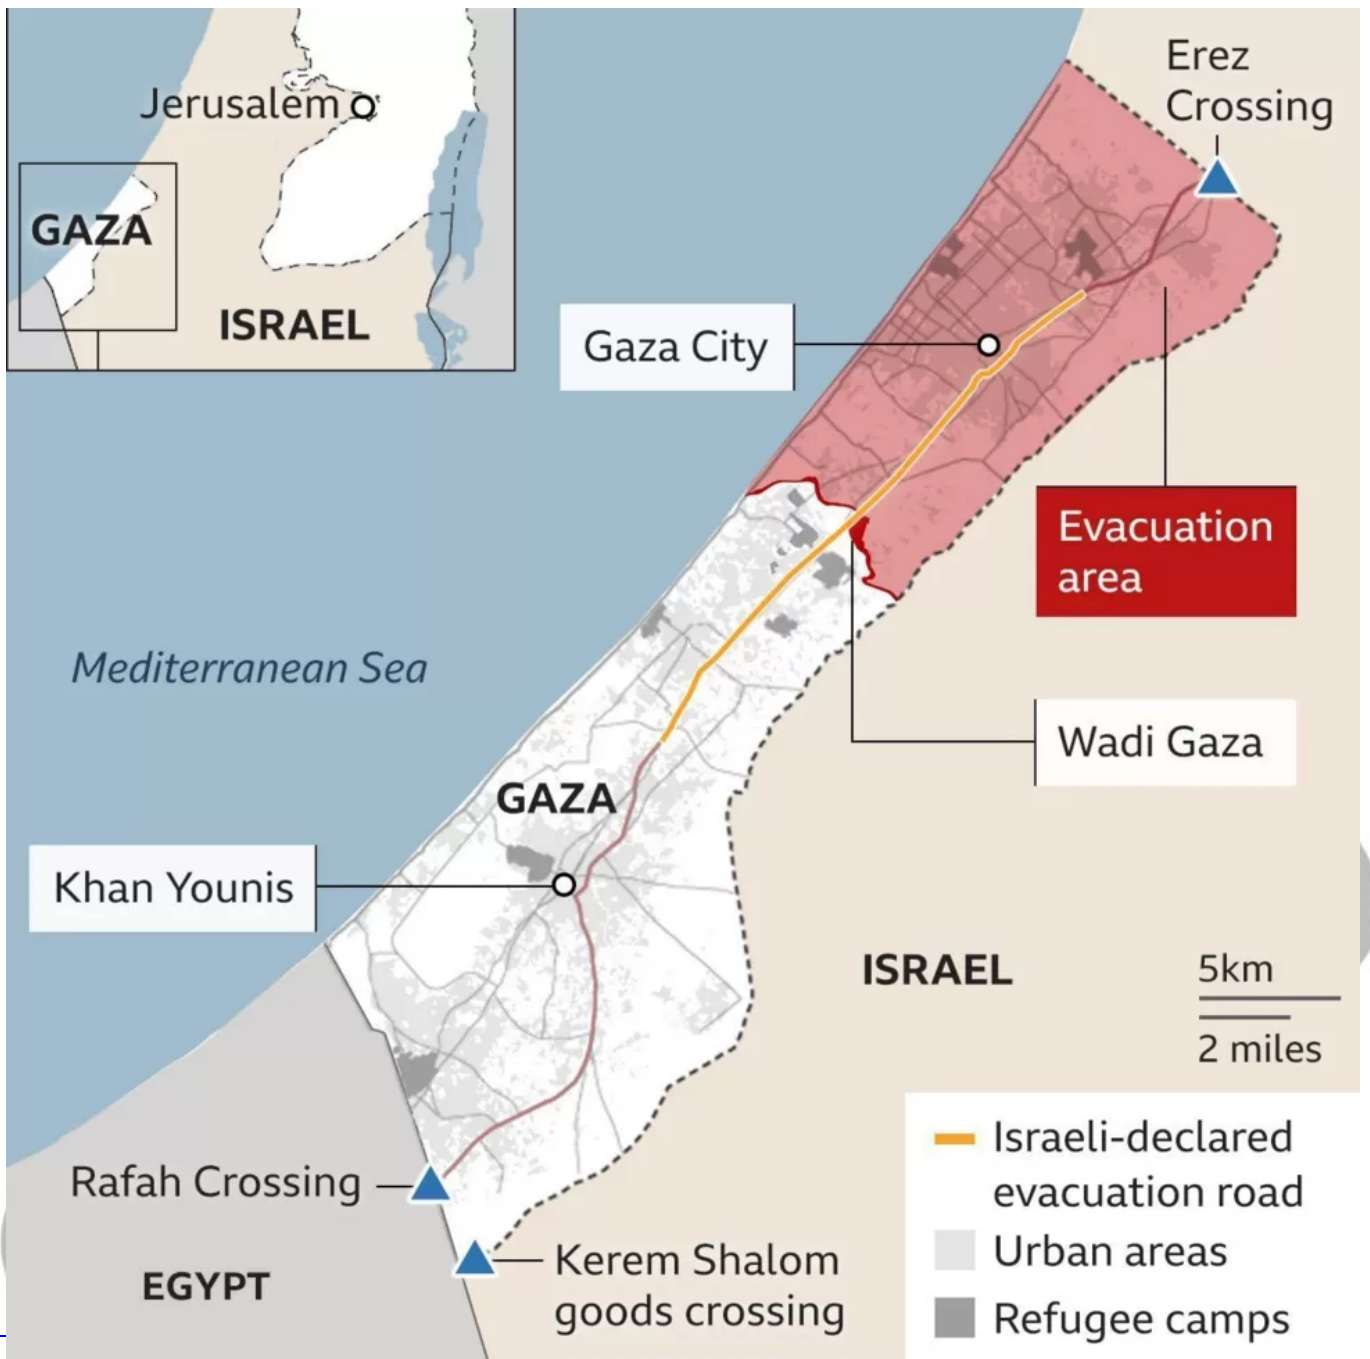 Jerusalem
GAZA
ISRAEL
Erez
Crossing
Gaza City
Evacuation
area
Mediterranean Sea
Wadi Gaza
GAZA
Khan Younis
ISRAEL
5km
2 miles
Rafah Crossing
EGYPT
Kerem Shalom
goods crossing
Israeli-declared
evacuation road
Urban areas
Refugee camps